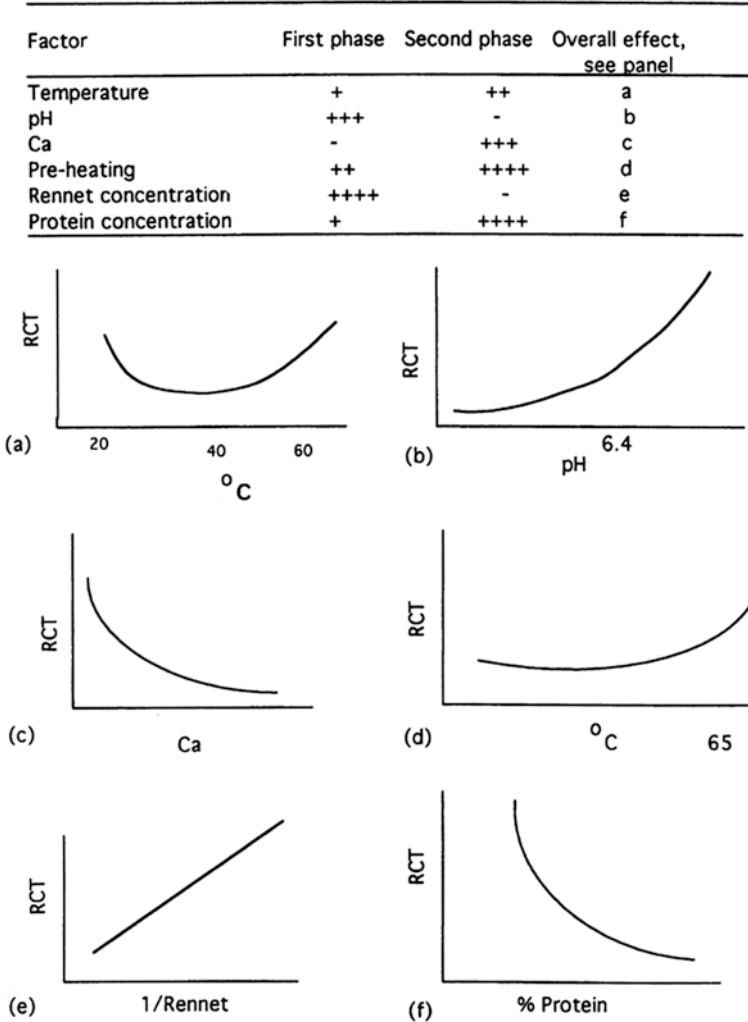 Factor First phase Second phase Overall effect,
see panel
Temperature + ++ a
pH +++ - b
Ca - +++ c
Pre-heating ++ ++++ d
Rennet concentration ++++ - e
Protein concentration + ++++ f
RCT
(a) 20 40 60
°C
RCT
(b) 6.4
pH
RCT
(c) Ca
RCT
(d) °C 65
RCT
(e) 1/Rennet
RCT
(f) % Protein